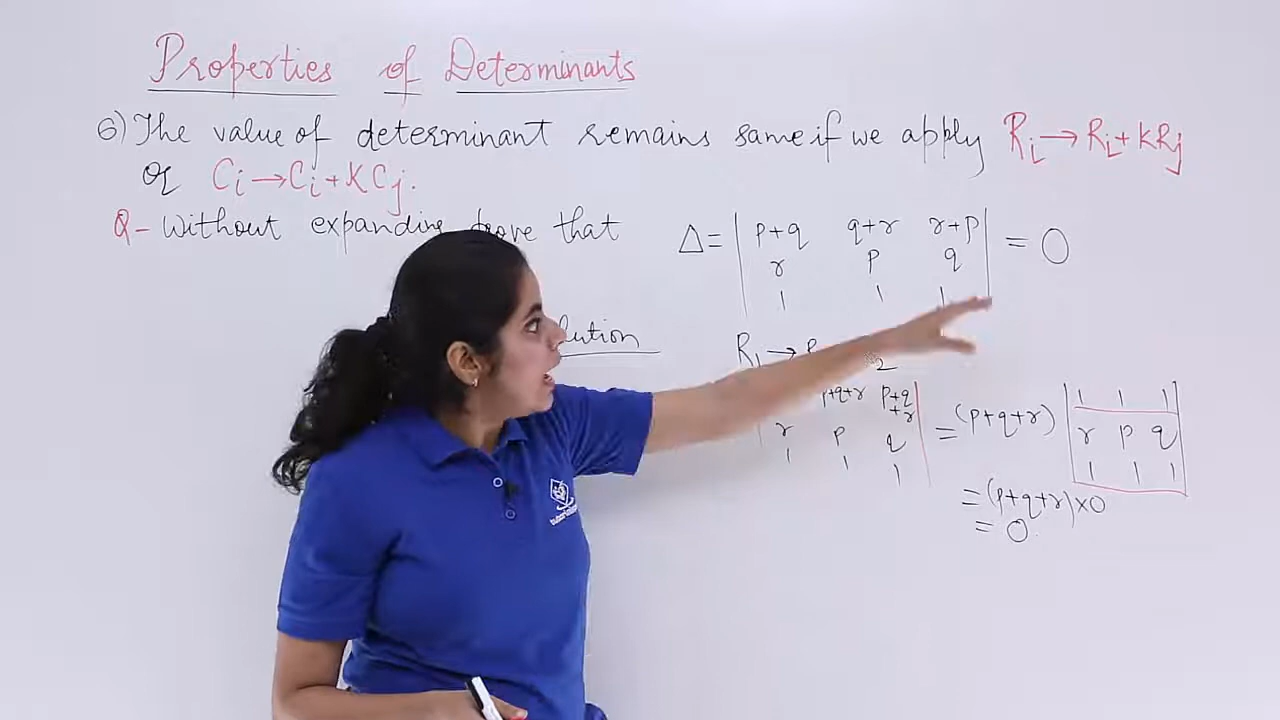 Properties of Determinants
6) The value of determinant remains same if we apply Ri → Ri + KRj
or Ci → Ci + KCj.
Q- Without expanding prove that Δ = | p+q q+r r+p | = 0
r p q
1 1 1
R1 →
2
p+q+r p+q+r = (p+q+r) | 1 1 1 |
r p q | r p q |
1 1 1 | 1 1 1 |
= (p+q+r) x 0
= 0.